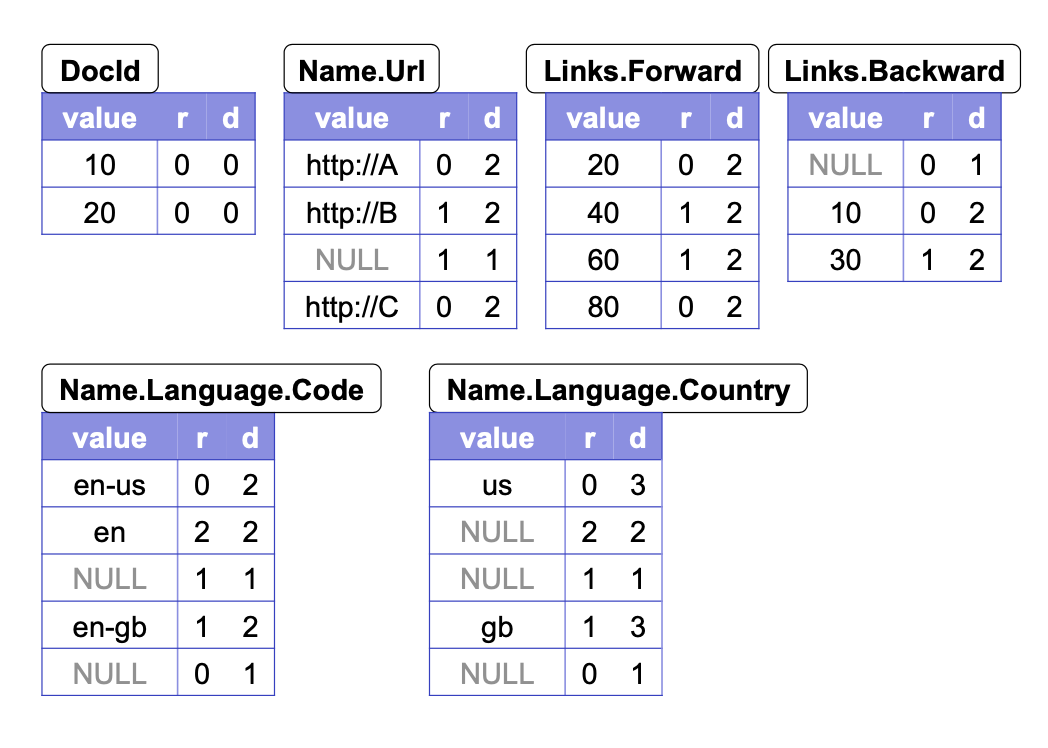 DocId
value r d
10 0 0
20 0 0
Name.Url
value r d
http://A 0 2
http://B 1 2
NULL 1 1
http://C 0 2
Links.Forward
value r d
20 0 2
40 1 2
60 1 2
80 0 2
Links.Backward
value r d
NULL 0 1
10 0 2
30 1 2
Name.Language.Code
value r d
en-us 0 2
en 2 2
NULL 1 1
en-gb 1 2
NULL 0 1
Name.Language.Country
value r d
us 0 3
NULL 2 2
NULL 1 1
gb 1 3
NULL 0 1